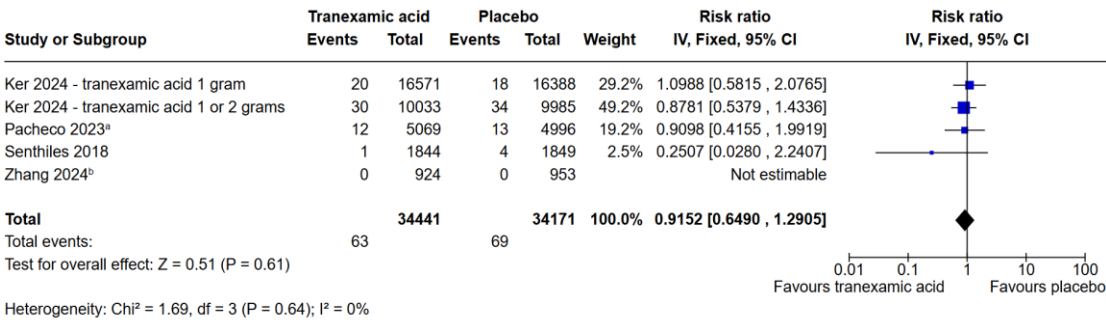 Tranexamic acid Placebo Risk ratio Risk ratio
Study or Subgroup Events Total Events Total Weight IV, Fixed, 95% CI IV, Fixed, 95% CI
Ker 2024 - tranexamic acid 1 gram 20 16571 18 16388 29.2% 1.0988 [0.5815 , 2.0765]
Ker 2024 - tranexamic acid 1 or 2 grams 30 10033 34 9985 49.2% 0.8781 [0.5379 , 1.4336]
Pacheco 2023ᵃ 12 5069 13 4996 19.2% 0.9098 [0.4155 , 1.9919]
Senthiles 2018 1 1844 4 1849 2.5% 0.2507 [0.0280 , 2.2407]
Zhang 2024ᵇ 0 924 0 953 Not estimable
Total 34441 34171 100.0% 0.9152 [0.6490 , 1.2905]
Total events: 63 69
Test for overall effect: Z = 0.51 (P = 0.61)
0.01 0.1 1 10 100
Favours tranexamic acid Favours placebo
Heterogeneity: Chi² = 1.69, df = 3 (P = 0.64); I² = 0%